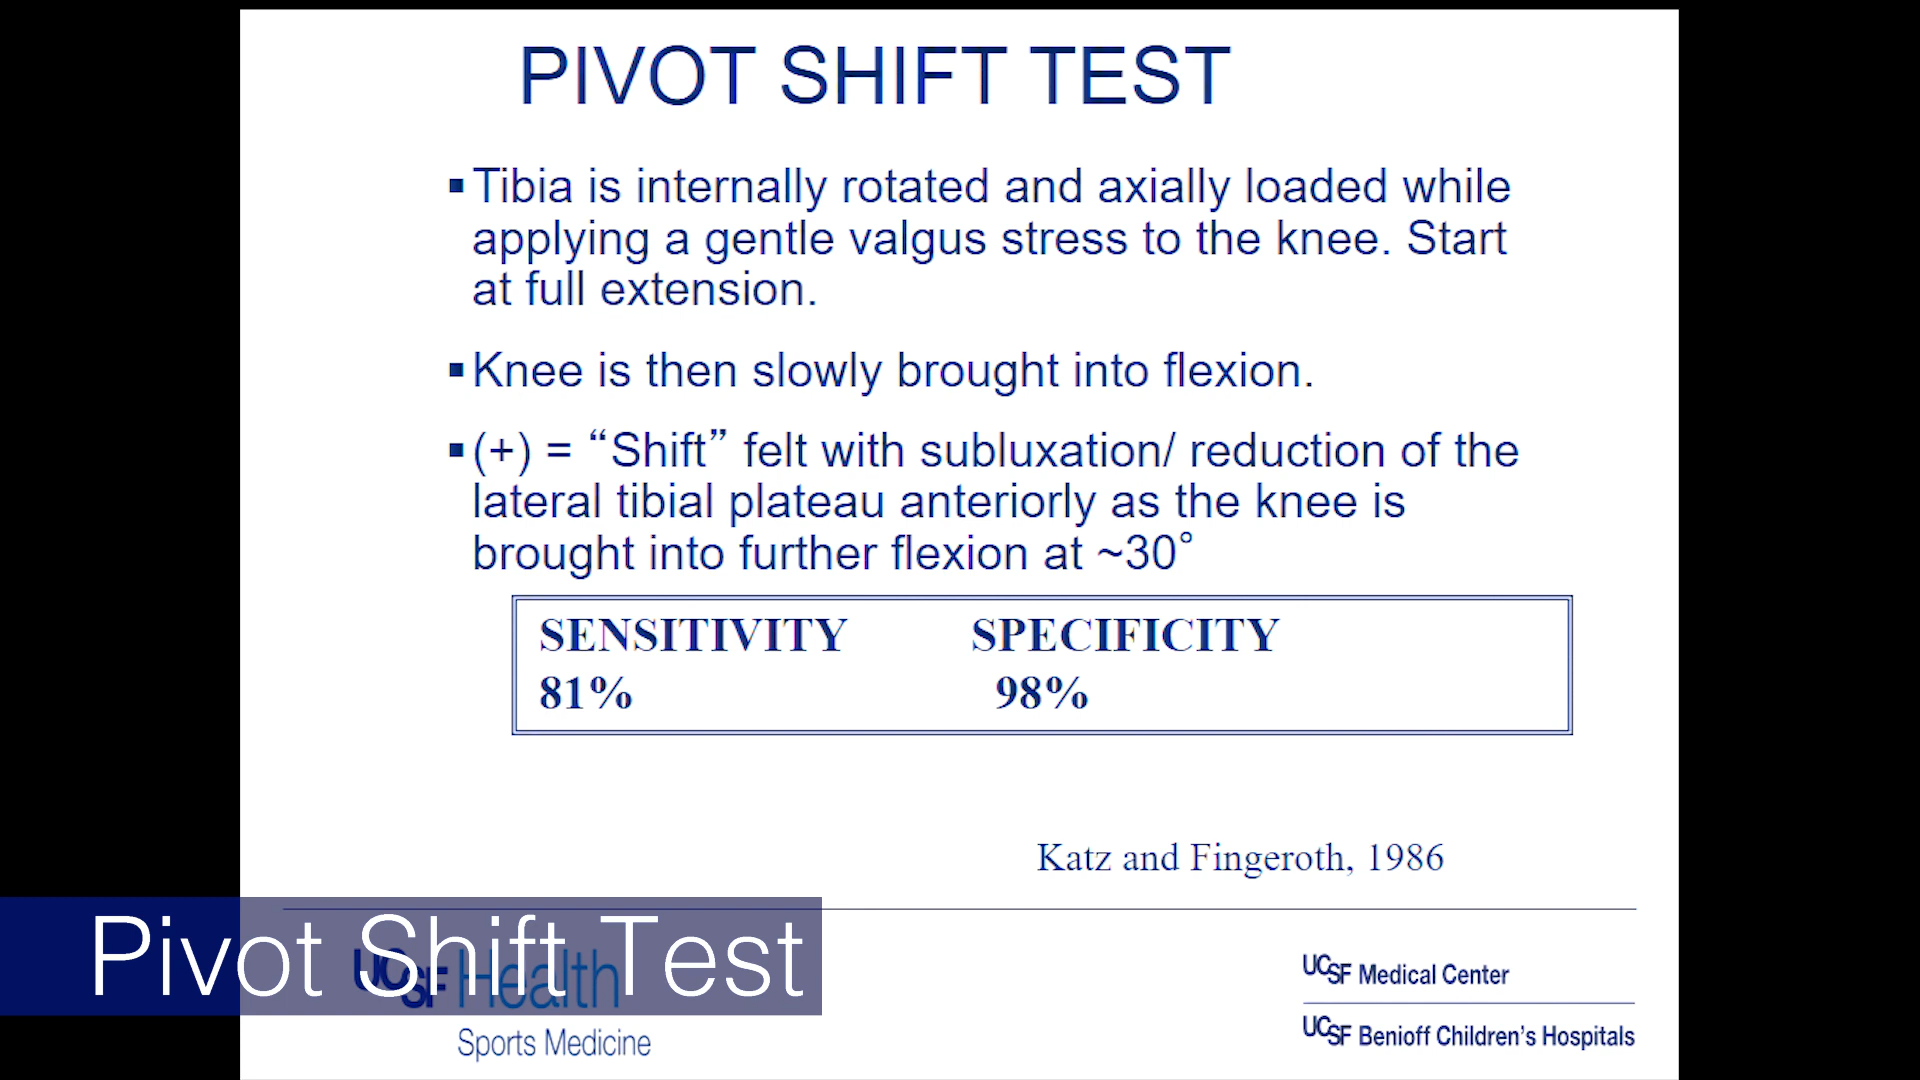 PIVOT SHIFT TEST
▪Tibia is internally rotated and axially loaded while
applying a gentle valgus stress to the knee. Start
at full extension.
▪Knee is then slowly brought into flexion.
▪(+) = “Shift” felt with subluxation/ reduction of the
lateral tibial plateau anteriorly as the knee is
brought into further flexion at ~30°
SENSITIVITY SPECIFICITY
81% 98%
Katz and Fingeroth, 1986
Pivot Shift Test
UCSF Health
Sports Medicine
UCSF Medical Center
UCSF Benioff Children's Hospitals